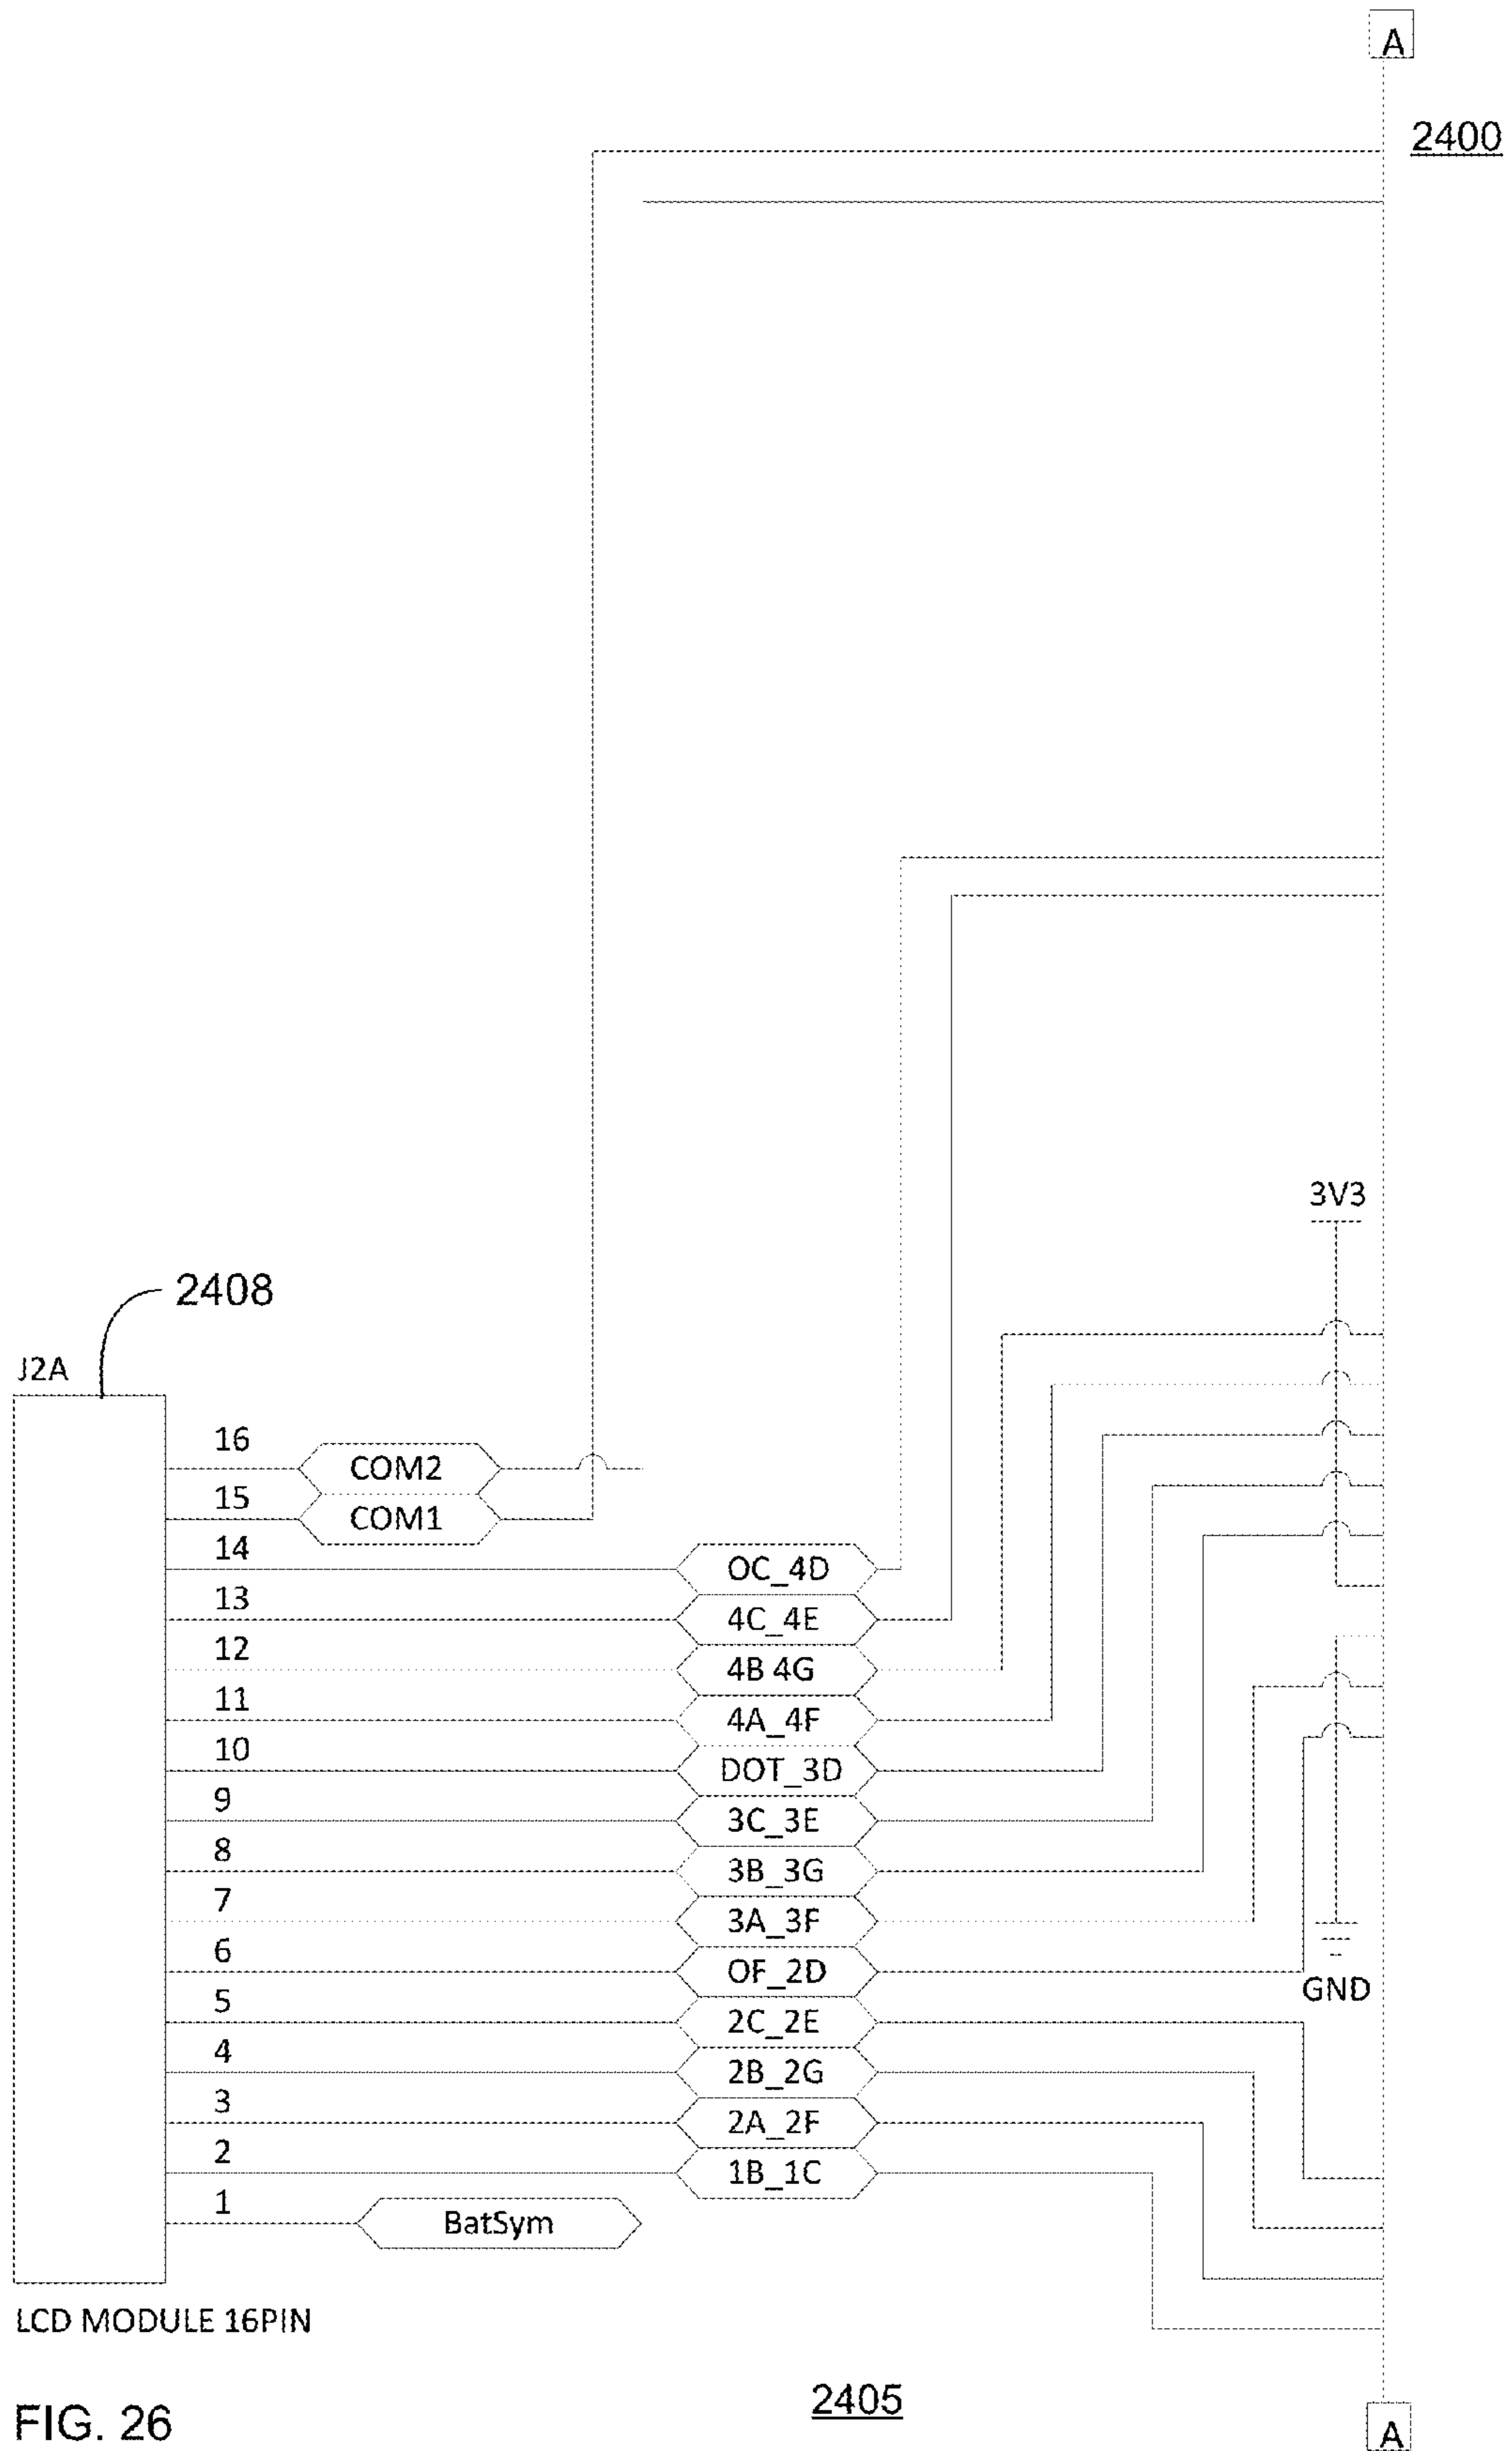 A
2400
3V3
2408
J2A
16 COM2
15 COM1
14 OC_4D
13 4C_4E
12 4B 4G
11 4A_4F
10 DOT_3D
9 3C_3E
8 3B_3G
7 3A_3F
6 OF_2D
GND
5 2C_2E
4 2B_2G
3 2A_2F
2 1B_1C
1 BatSym
LCD MODULE 16PIN
2405
FIG. 26
A